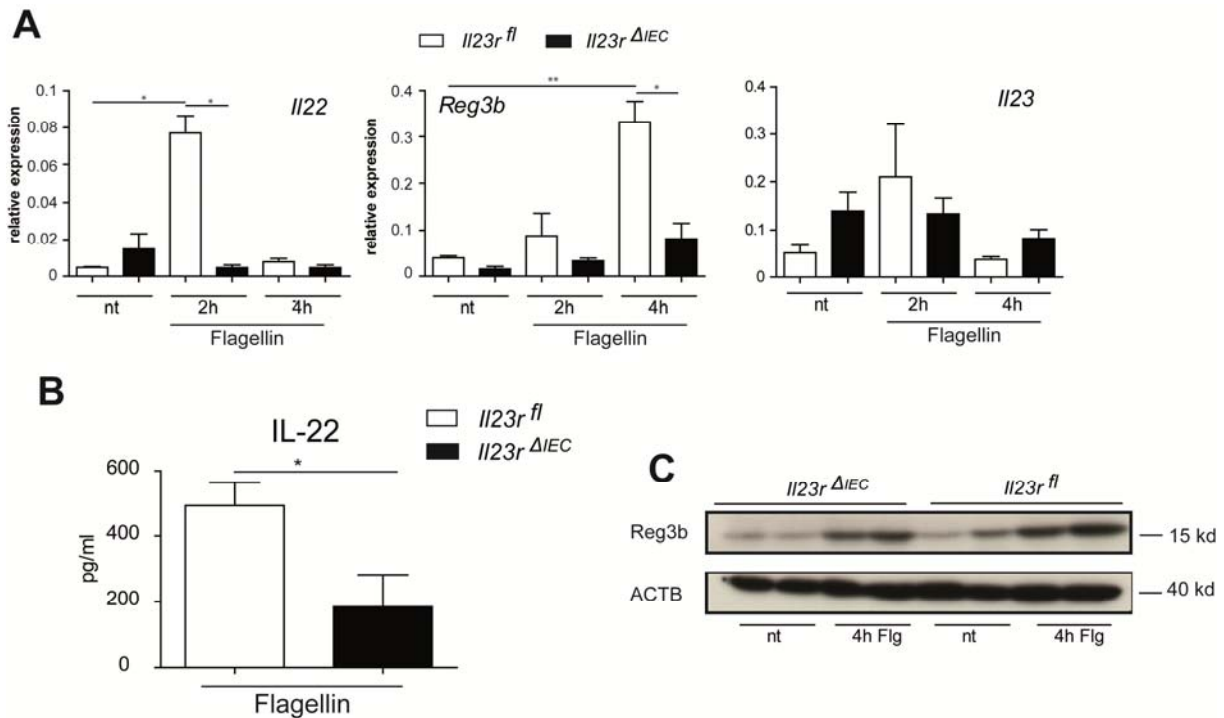 A
Il23r fl Il23r ΔIEC
Il22
relative expression
0.1
0.08
0.06
0.04
0.02
0
nt 2h 4h
Flagellin
* *
Reg3b
relative expression
0.4
0.3
0.2
0.1
0
nt 2h 4h
Flagellin
** *
Il23
0.4
0.3
0.2
0.1
0
nt 2h 4h
Flagellin
B
Il23r fl
Il23r ΔIEC
IL-22
*
pg/ml
600
400
200
0
Flagellin
C
Il23r ΔIEC Il23r fl
Reg3b 15 kd
ACTB 40 kd
nt 4h Flg nt 4h Flg